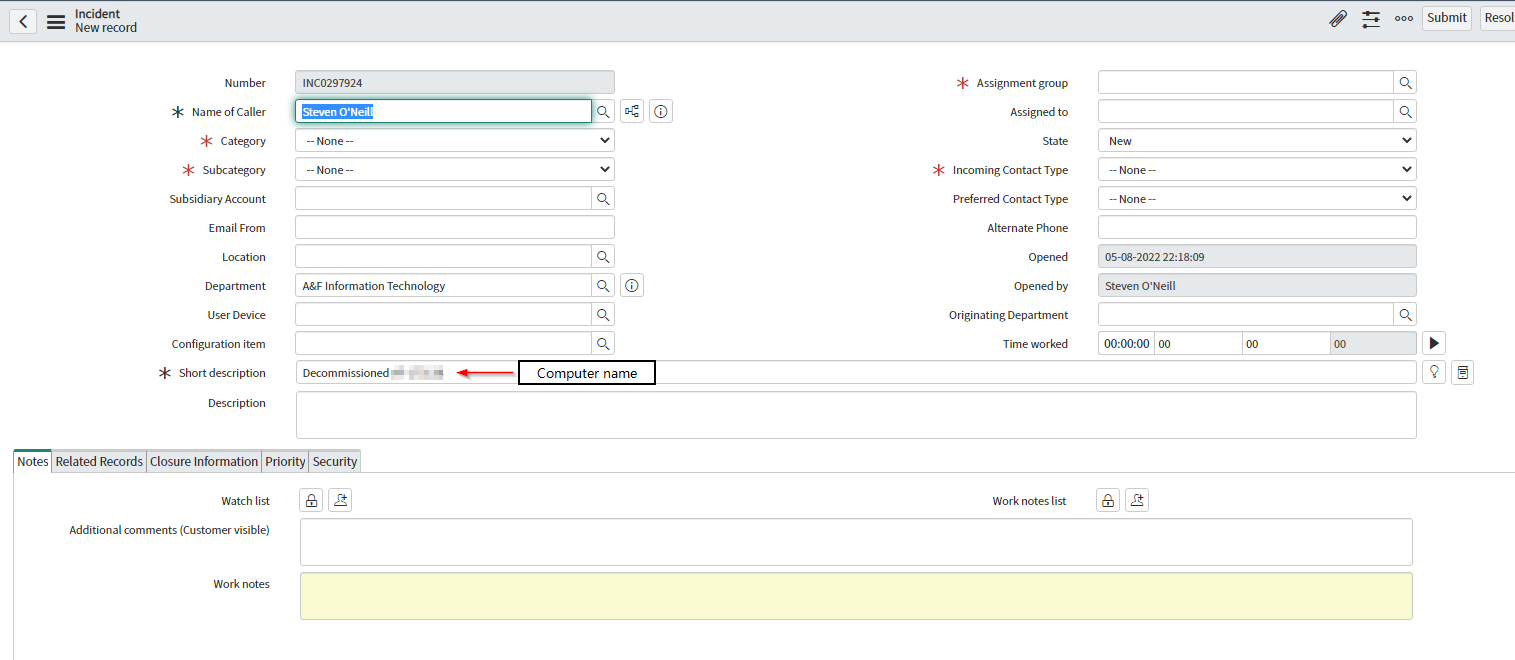 Incident
New record
Submit
Resol
Number
INC0297924
Assignment group
Name of Caller
Steven O'Neill
Assigned to
Category
-- None --
State
New
Subcategory
-- None --
Incoming Contact Type
-- None --
Subsidiary Account
Preferred Contact Type
-- None --
Email From
Alternate Phone
Location
Opened
05-08-2022 22:18:09
Department
A&F Information Technology
Opened by
Steven O'Neill
User Device
Originating Department
Configuration item
Time worked
00:00:00
00
00
00
Short description
Decommissioned
Computer name
Description
Notes
Related Records
Closure Information
Priority
Security
Watch list
Work notes list
Additional comments (Customer visible)
Work notes